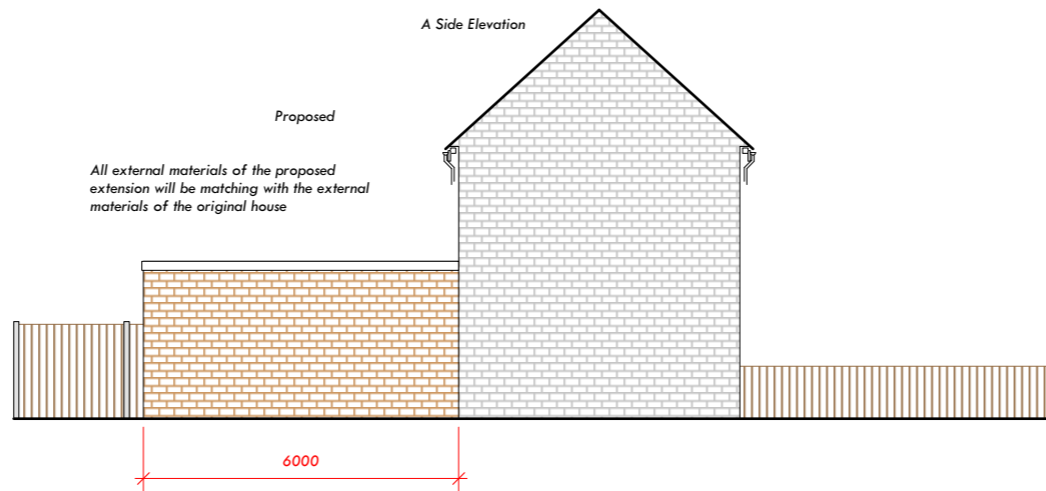 A Side Elevation
Proposed
All external materials of the proposed
extension will be matching with the external
materials of the original house
6000